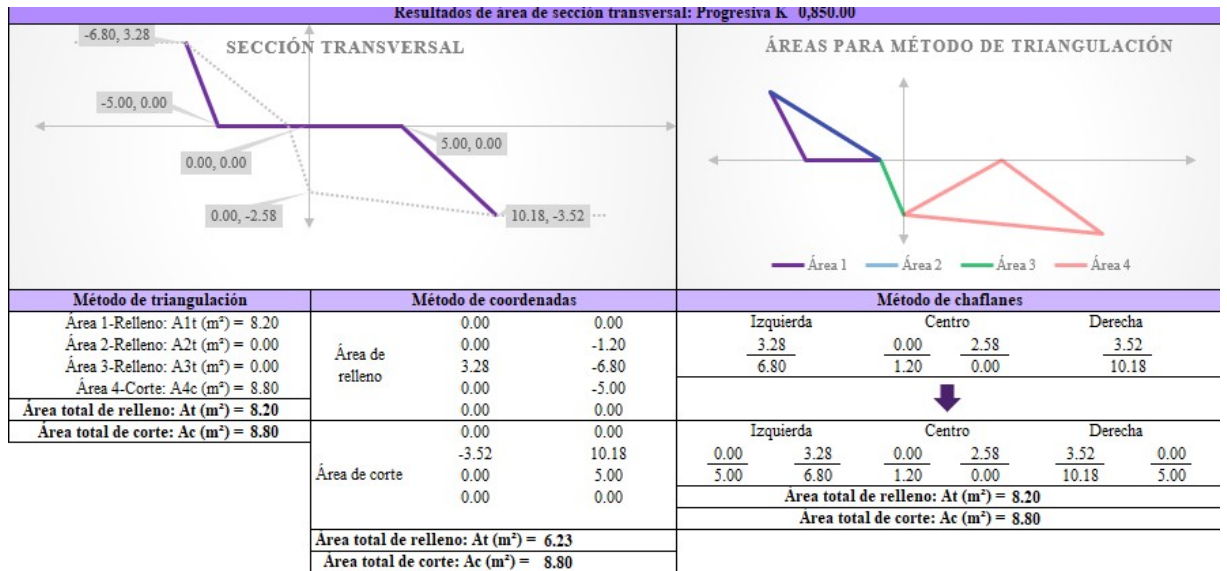 Resultados de área de sección transversal: Progresiva K 0,850.00
SECCIÓN TRANSVERSAL
-6.80, 3.28
-5.00, 0.00
0.00, 0.00
5.00, 0.00
0.00, -2.58
10.18, -3.52
ÁREAS PARA MÉTODO DE TRIANGULACIÓN
Área 1 Área 2 Área 3 Área 4
Método de triangulación
Área 1-Relleno: A1t (m²) = 8.20
Área 2-Relleno: A2t (m²) = 0.00
Área 3-Relleno: A3t (m²) = 0.00
Área 4-Corte: A4c (m²) = 8.80
Área total de relleno: At (m²) = 8.20
Área total de corte: Ac (m²) = 8.80
Método de coordenadas
Área de relleno
0.00 0.00
0.00 -1.20
3.28 -6.80
0.00 -5.00
0.00 0.00
Área de corte
0.00 0.00
-3.52 10.18
0.00 5.00
0.00 0.00
Área total de relleno: At (m²) = 6.23
Área total de corte: Ac (m²) = 8.80
Método de chaflanes
Izquierda Centro Derecha
3.28 0.00 2.58 3.52
6.80 1.20 0.00 10.18
Izquierda Centro Derecha
0.00 3.28 0.00 2.58 3.52 0.00
5.00 6.80 1.20 0.00 10.18 5.00
Área total de relleno: At (m²) = 8.20
Área total de corte: Ac (m²) = 8.80